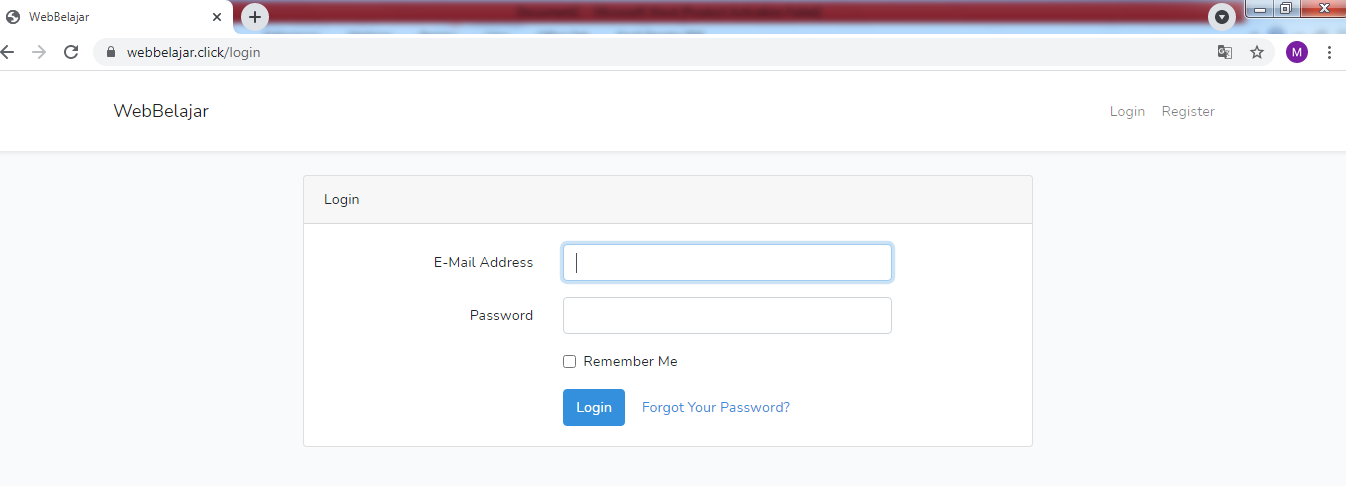 WebBelajar
webbelajar.click/login
M
WebBelajar
Login Register
Login
E-Mail Address
Password
Remember Me
Login Forgot Your Password?